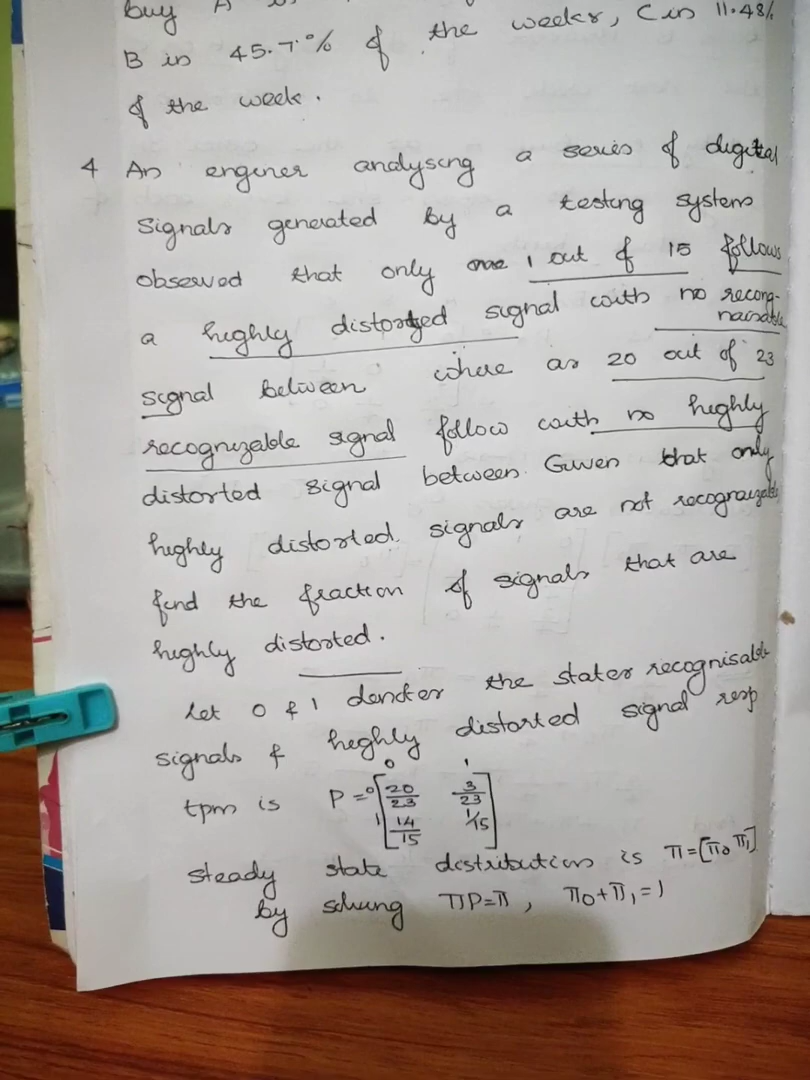 buy A
B in 45.7% of the weeks, C in 11.48%
of the week.
4 An enginer analysing a series of digital
signals generated by a testing system
observed that only one 1 out of 15 follows
a highly distorted signal with no recong-
naisable
signal between where as 20 out of 23
recognizable signal follow with no highly
distorted signal between. Given that only
highly distorted signals are not recognizable
find the fraction of signals that are
highly distorted.
Let 0 & 1 denotes the states recognisable
signals & highly distorted signal resp
0 1
tpm is P = 0 [ 20/23 3/23
1 14/15 1/15 ]
steady state distribution is π=[π0 π1]
by solving πP=π, π0+π1=1